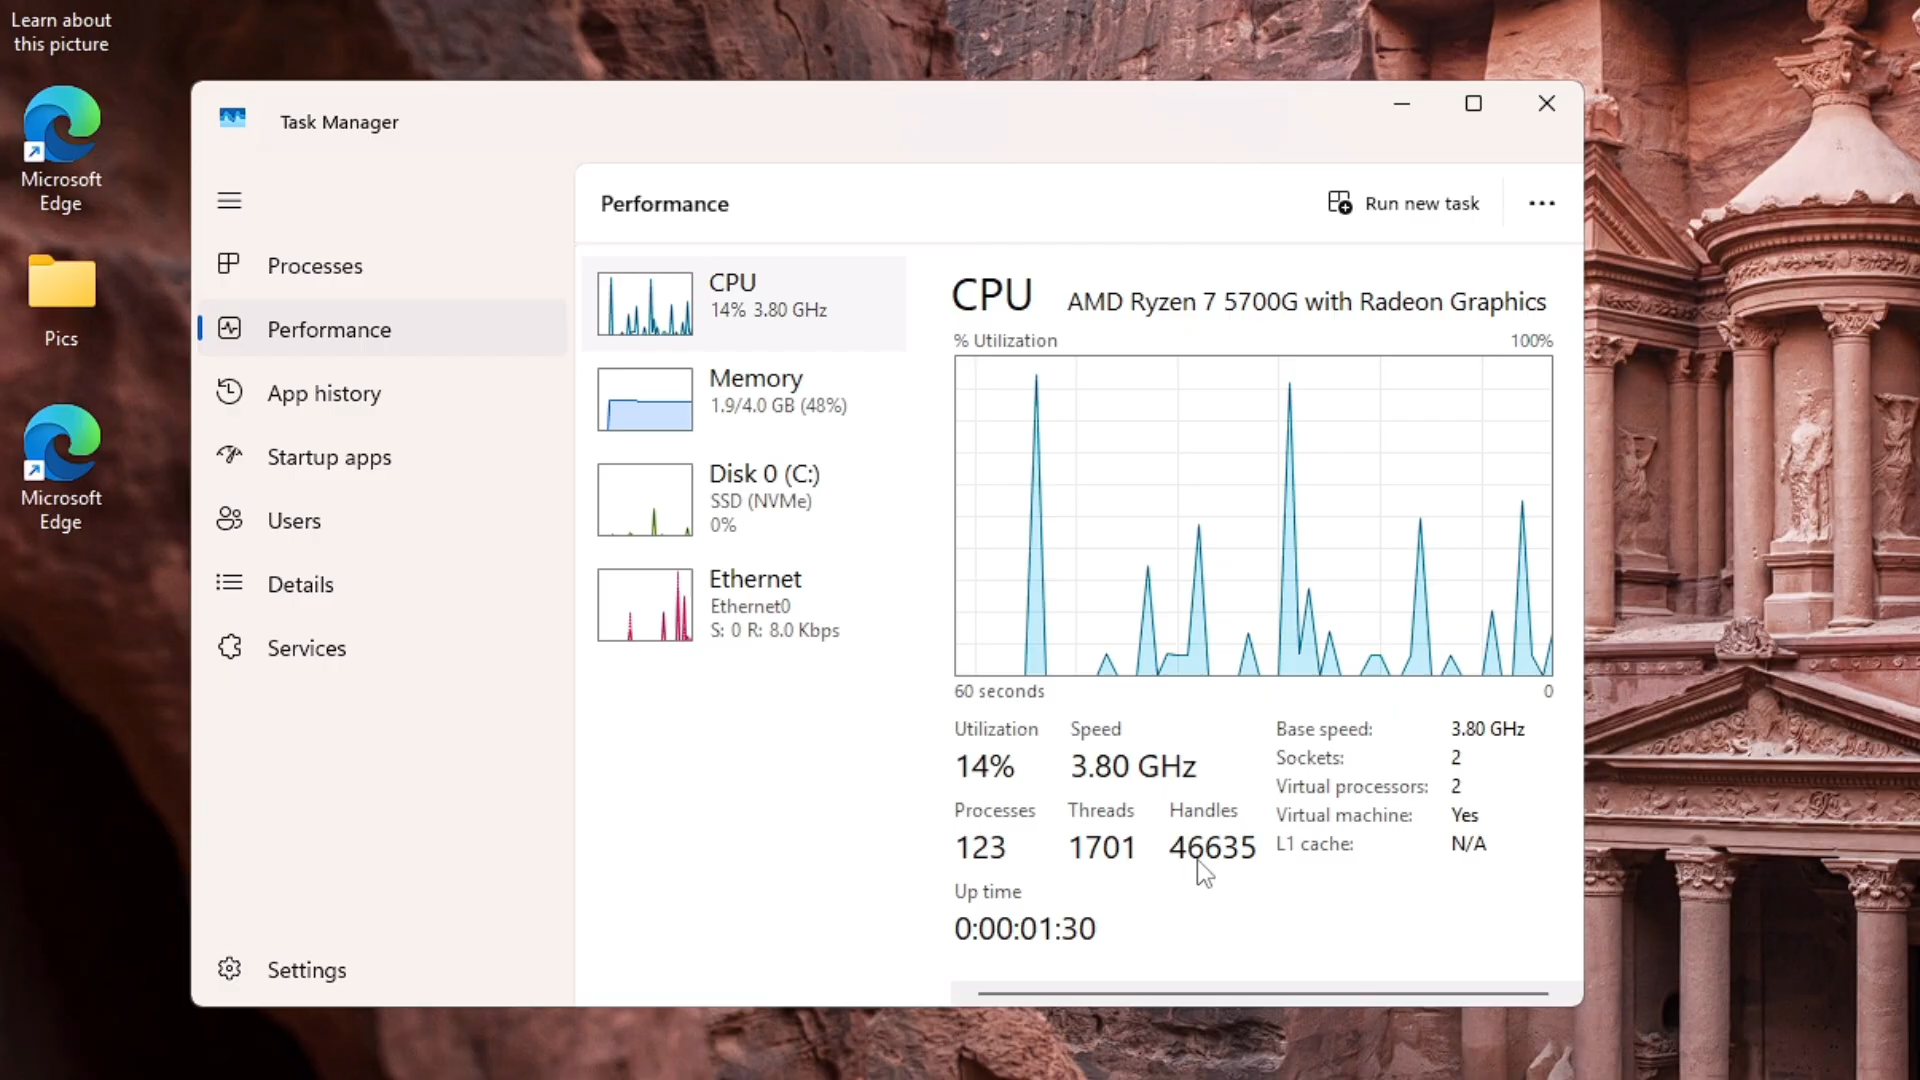 Learn about
this picture
Microsoft
Edge
Pics
Microsoft
Edge
Task Manager
Processes
Performance
App history
Startup apps
Users
Details
Services
Settings
Performance
Run new task
CPU
14% 3.80 GHz
Memory
1.9/4.0 GB (48%)
Disk 0 (C:)
SSD (NVMe)
0%
Ethernet
Ethernet0
S: 0 R: 8.0 Kbps
CPU AMD Ryzen 7 5700G with Radeon Graphics
% Utilization 100%
60 seconds 0
Utilization Speed
14% 3.80 GHz
Processes Threads Handles
123 1701 46635
Up time
0:00:01:30
Base speed: 3.80 GHz
Sockets: 2
Virtual processors: 2
Virtual machine: Yes
L1 cache: N/A